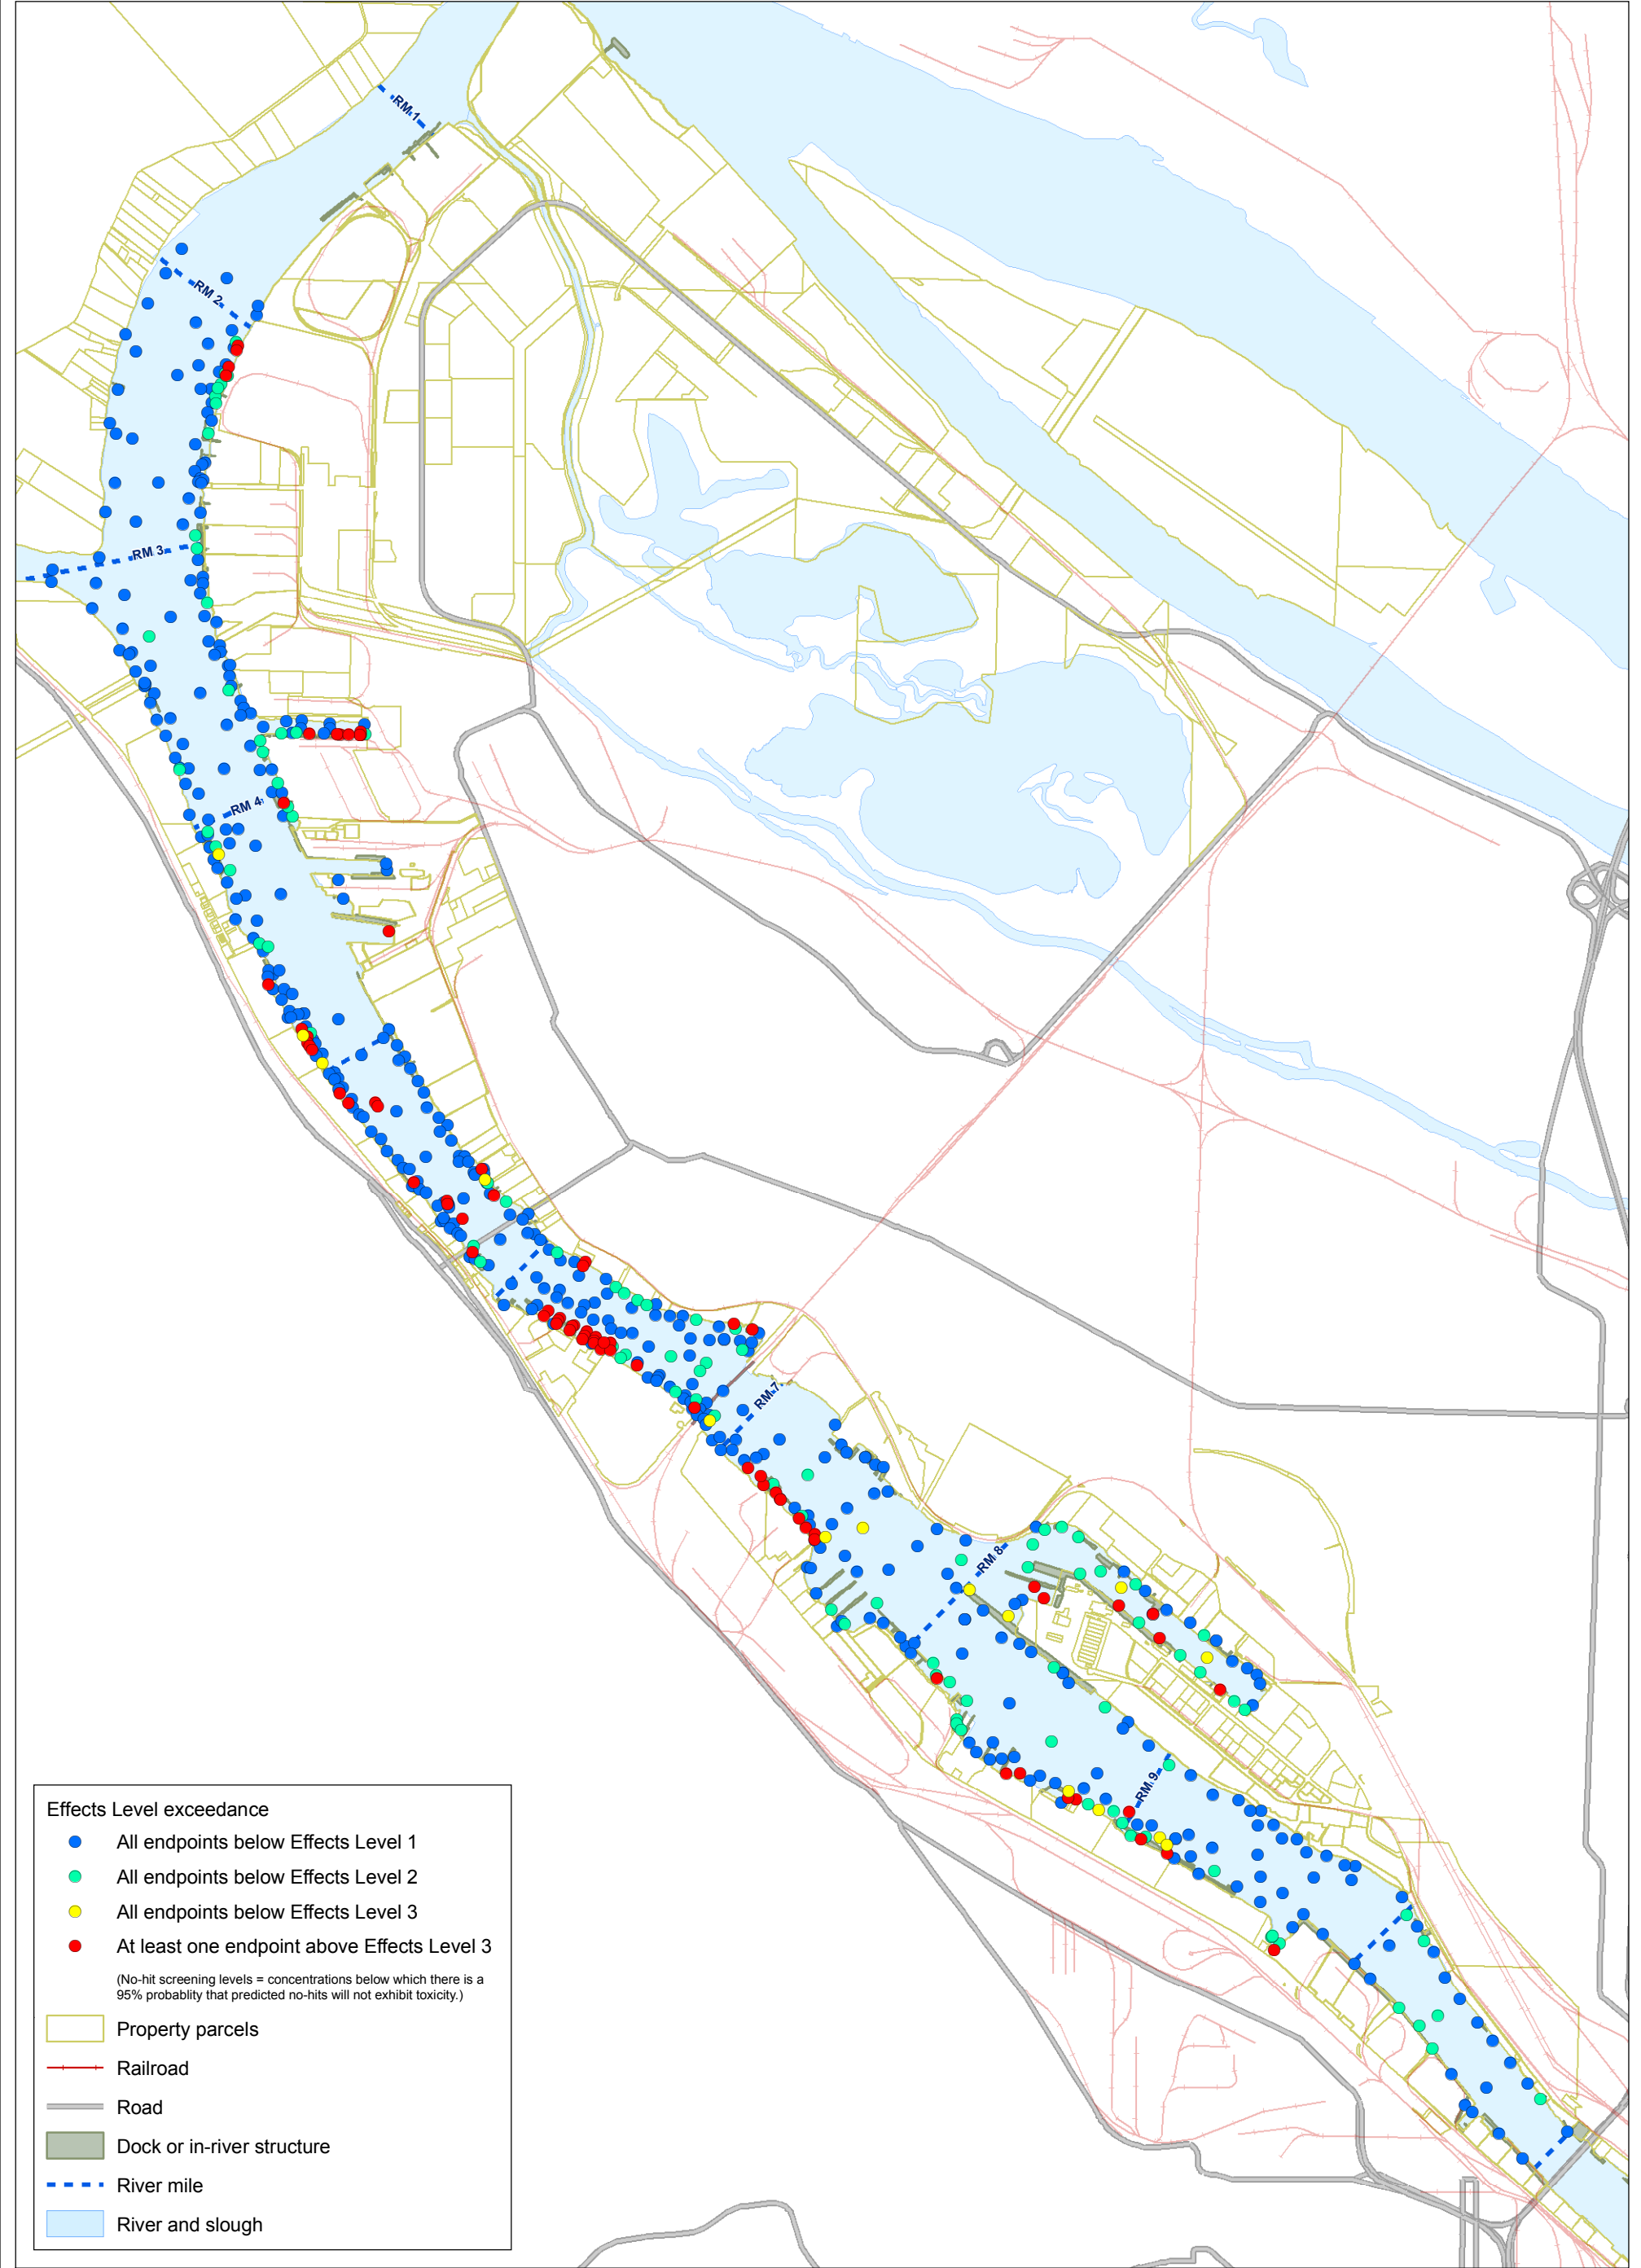 RM 1
RM 2
RM 3
RM 4
RM 7
RM 8
RM 9
Effects Level exceedance
All endpoints below Effects Level 1
All endpoints below Effects Level 2
All endpoints below Effects Level 3
At least one endpoint above Effects Level 3
(No-hit screening levels = concentrations below which there is a
95% probablity that predicted no-hits will not exhibit toxicity.)
Property parcels
Railroad
Road
Dock or in-river structure
River mile
River and slough